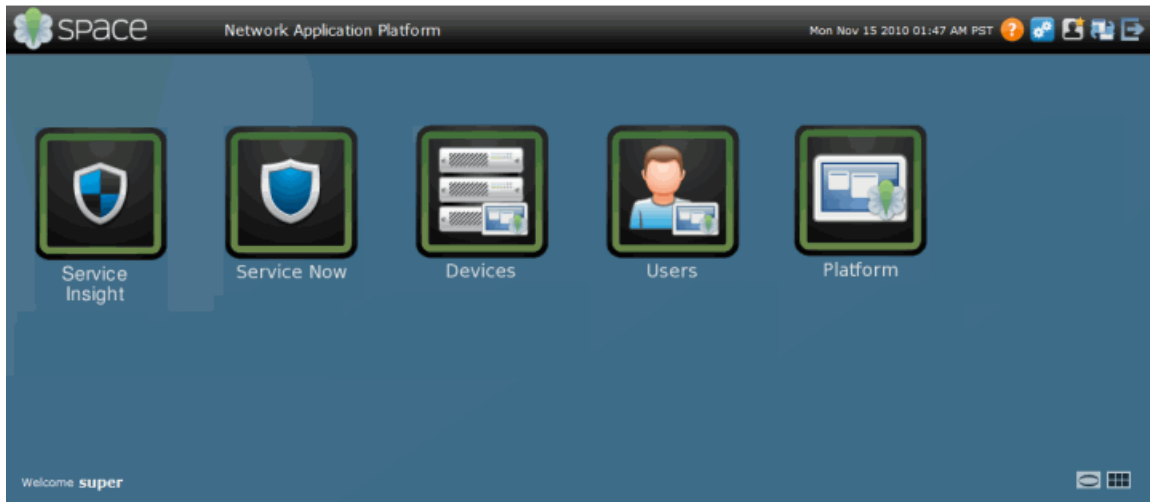 space
Network Application Platform
Mon Nov 15 2010 01:47 AM PST
?
Service
Insight
Service Now
Devices
Users
Platform
Welcome super